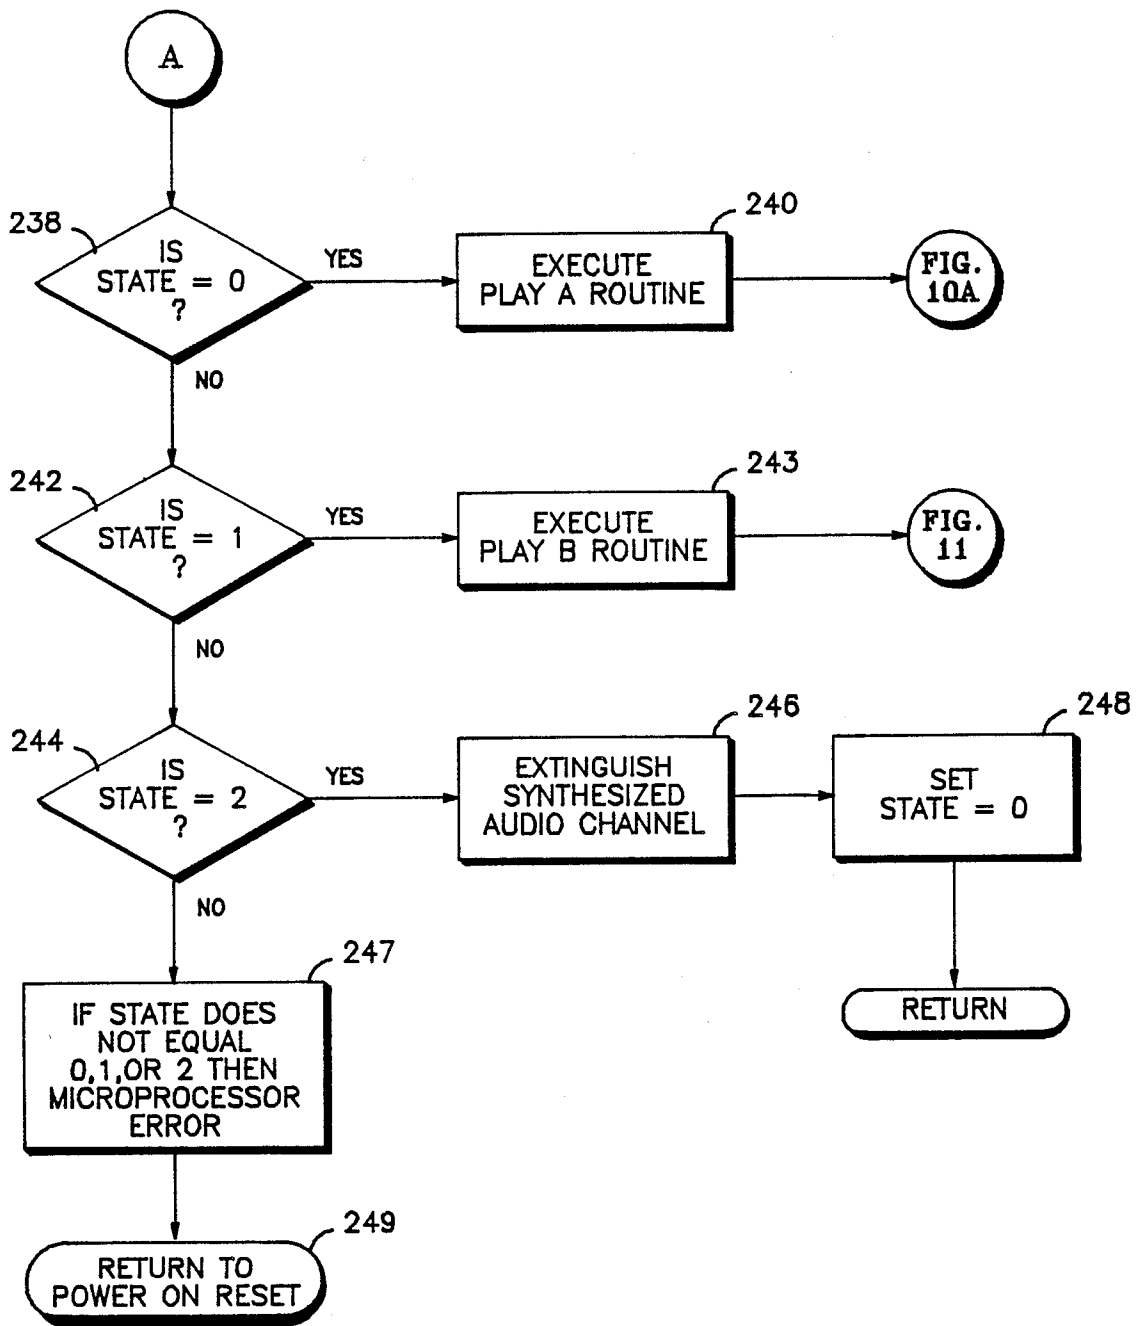 A
238
IS
STATE = 0
?
YES
240
EXECUTE
PLAY A ROUTINE
FIG.
10A
NO
242
IS
STATE = 1
?
YES
243
EXECUTE
PLAY B ROUTINE
FIG.
11
NO
244
IS
STATE = 2
?
YES
246
EXTINGUISH
SYNTHESIZED
AUDIO CHANNEL
248
SET
STATE = 0
NO
RETURN
247
IF STATE DOES
NOT EQUAL
0,1,OR 2 THEN
MICROPROCESSOR
ERROR
249
RETURN TO
POWER ON RESET